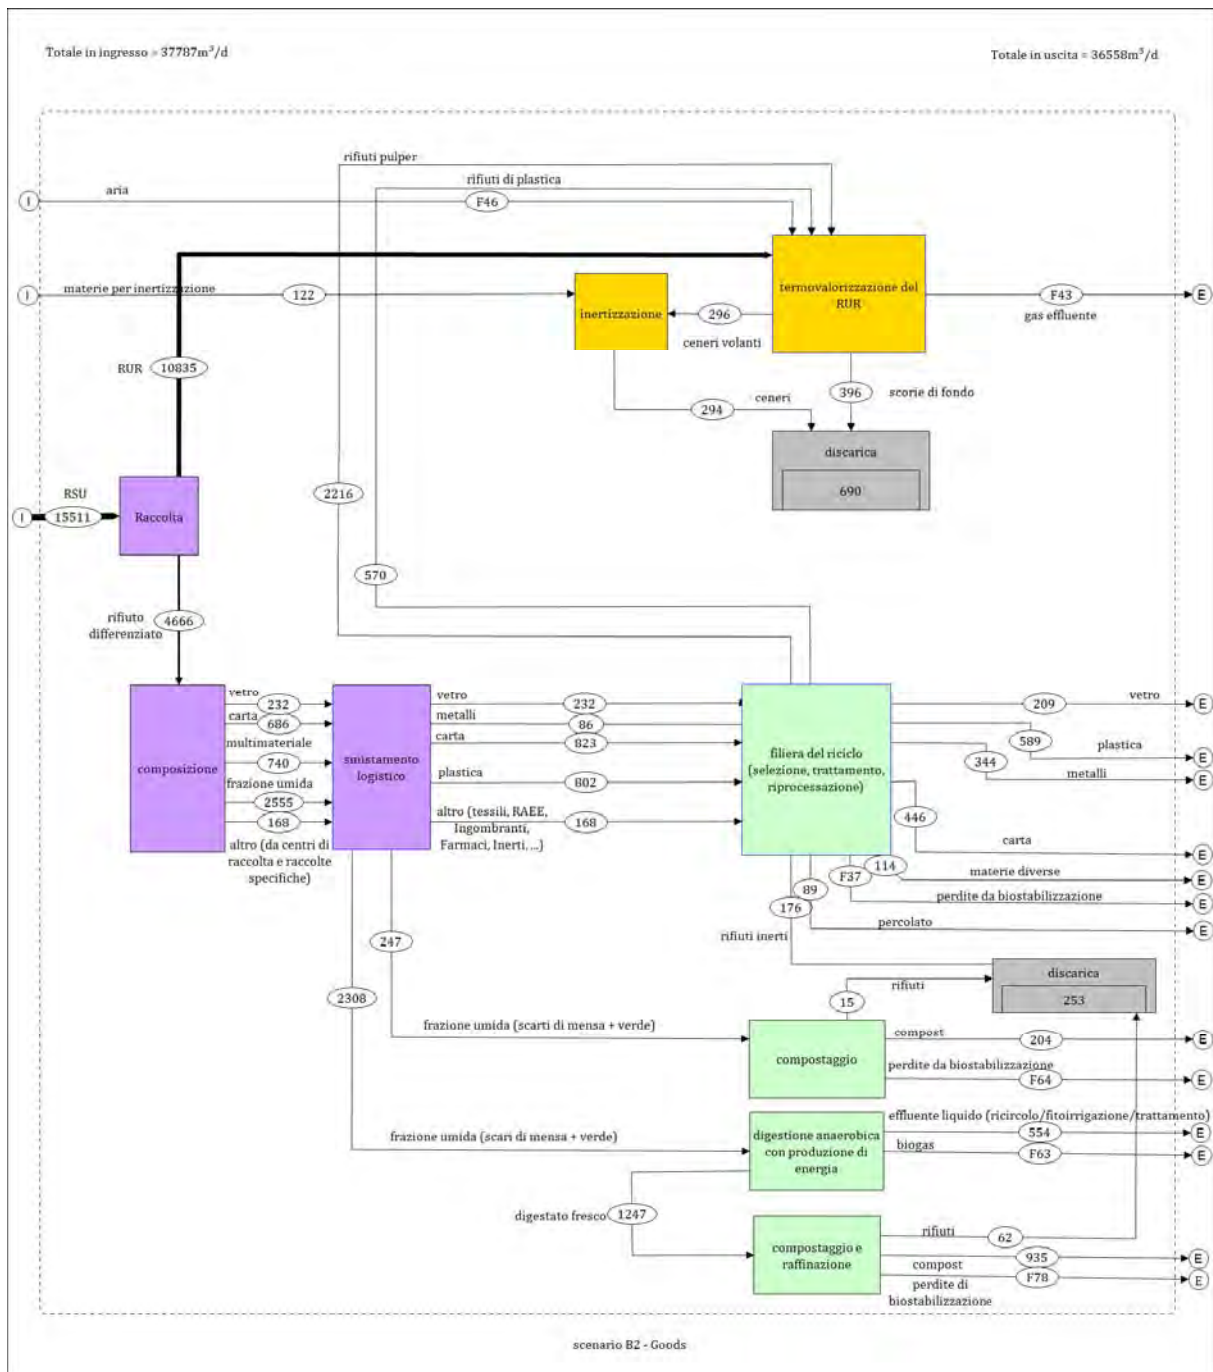 Totale in ingresso = 37787m³/d
Totale in uscita = 36558m³/d
rifiuti pulper
rifiuti di plastica
aria
I
F46
termovalorizzazione del
RUR
I
materie per inertizzazione
122
inertizzazione
296
ceneri volanti
F43
E
gas effluente
RUR
10835
ceneri
294
396
scorie di fondo
discarica
690
RSU
I
15511
Raccolta
2216
570
rifiuto
differenziato
4666
composizione
vetro
232
carta
686
multimateriale
740
frazione umida
2555
168
altro (da centri di
raccolta e raccolte
specifiche)
smistamento
logistico
vetro
232
metalli
86
carta
823
plastica
802
altro (tessili, RAEE,
Ingombranti,
Farmaci, Inerti, ...)
168
filiera del riciclo
(selezione, trattamento,
riprocessazione)
209
vetro
E
589
plastica
E
344
metalli
E
446
carta
E
114
materie diverse
E
F37
perdite da biostabilizzazione
E
89
percolato
E
176
rifiuti inerti
247
2308
discarica
253
15
rifiuti
frazione umida (scarti di mensa + verde)
compostaggio
compost
204
E
perdite da biostabilizzazione
F64
E
effluente liquido (ricircolo/fitoirrigazione/trattamento)
frazione umida (scari di mensa + verde)
digestione anaerobica
con produzione di
energia
554
E
biogas
F63
E
digestato fresco
1247
compostaggio e
raffinazione
rifiuti
62
935
E
compost
F78
E
perdite di
biostabilizzazione
scenario B2 - Goods